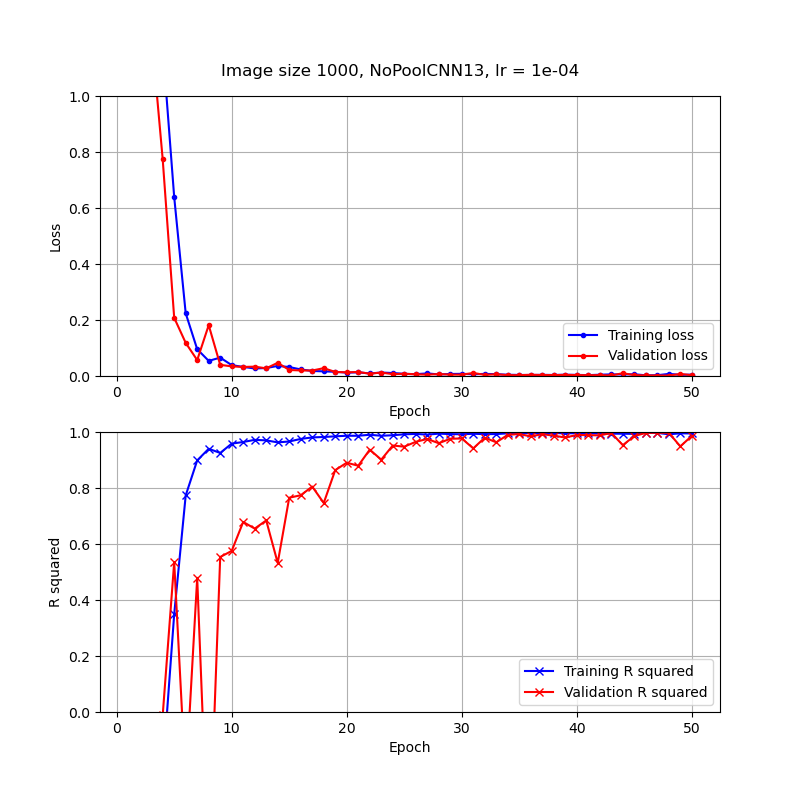 Image size 1000, NoPoolCNN13, lr = 1e-04
1.0
0.8
0.6
0.4
0.2
0.0
Loss
Training loss
Validation loss
0 10 20 30 40 50
Epoch
1.0
0.8
0.6
0.4
0.2
0.0
R squared
Training R squared
Validation R squared
0 10 20 30 40 50
Epoch